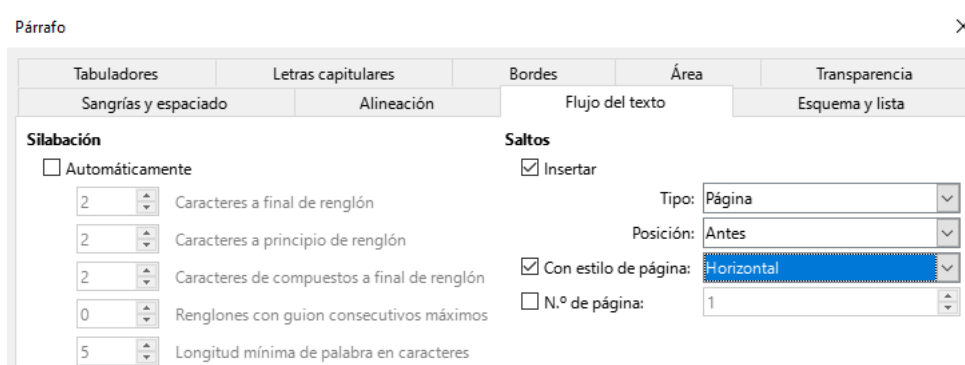 Párrafo
Tabuladores Letras capitulares Bordes Área Transparencia
Sangrías y espaciado Alineación Flujo del texto Esquema y lista
Silabación
Automáticamente
2 Caracteres a final de renglón
2 Caracteres a principio de renglón
2 Caracteres de compuestos a final de renglón
0 Renglones con guion consecutivos máximos
5 Longitud mínima de palabra en caracteres
Saltos
Insertar
Tipo: Página
Posición: Antes
Con estilo de página: Horizontal
N.º de página: 1